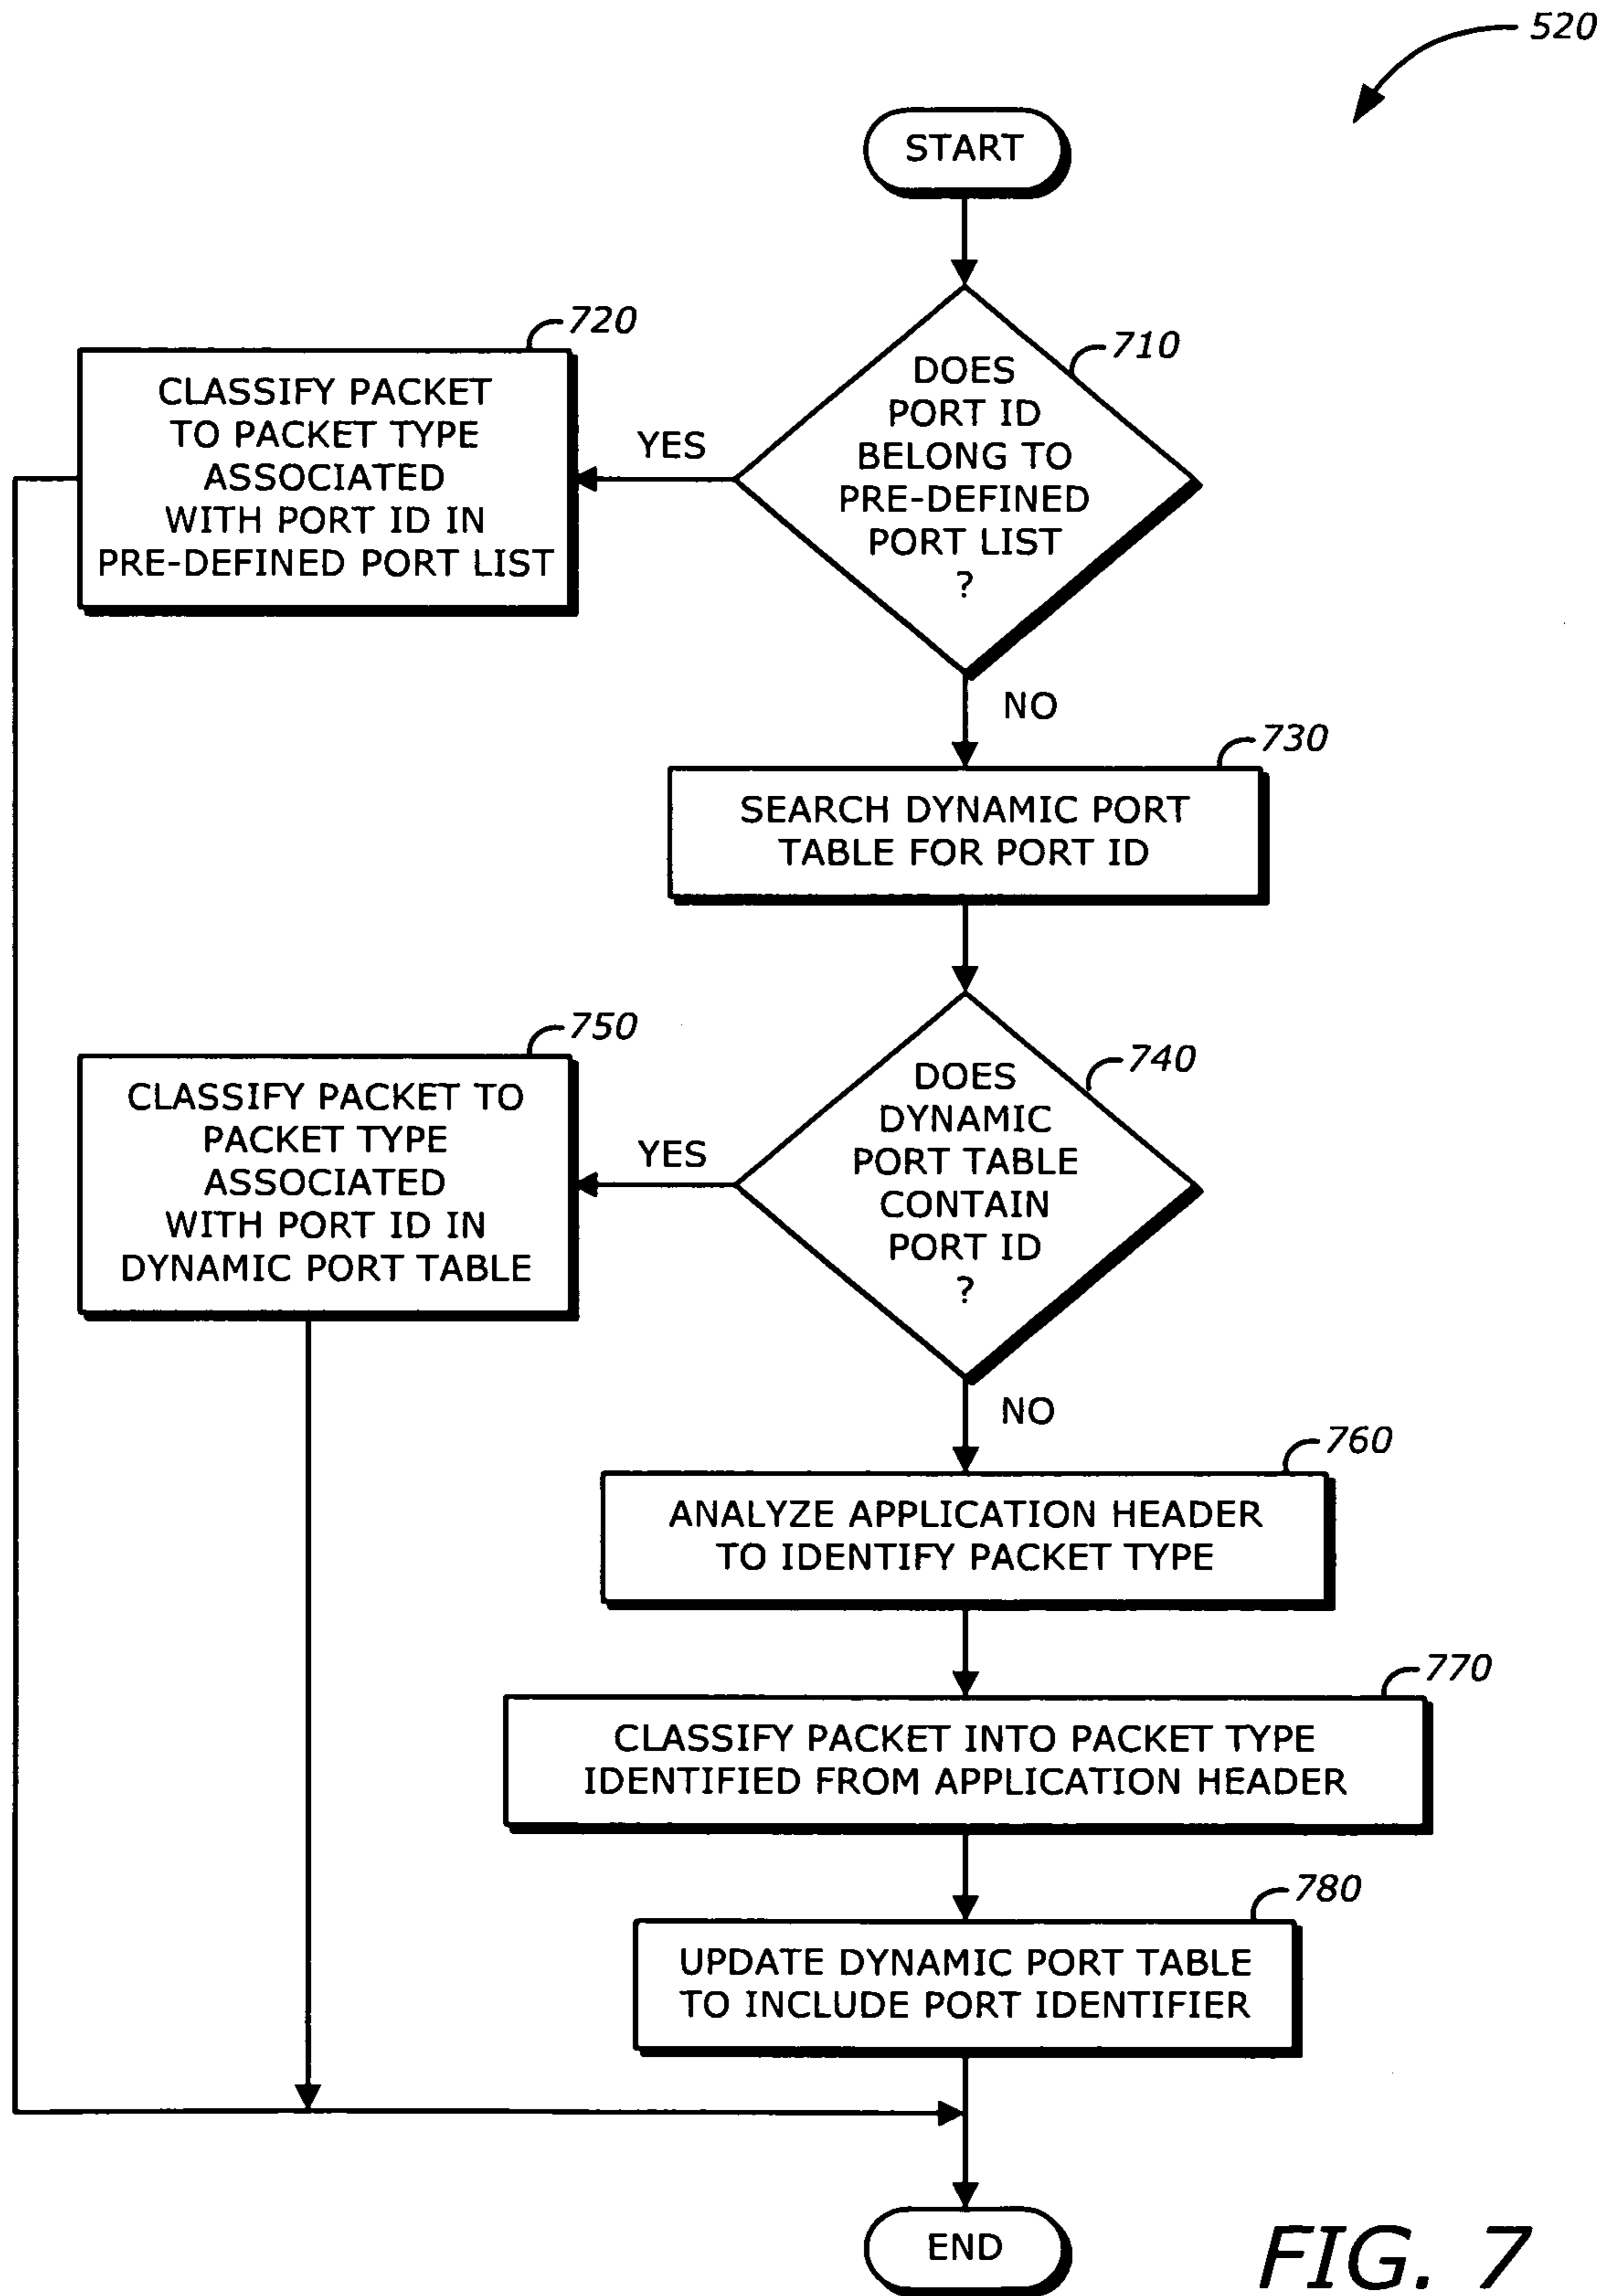 520
START
720
CLASSIFY PACKET
TO PACKET TYPE
ASSOCIATED
WITH PORT ID IN
PRE-DEFINED PORT LIST
YES
710
DOES
PORT ID
BELONG TO
PRE-DEFINED
PORT LIST
?
NO
730
SEARCH DYNAMIC PORT
TABLE FOR PORT ID
750
CLASSIFY PACKET TO
PACKET TYPE
ASSOCIATED
WITH PORT ID IN
DYNAMIC PORT TABLE
YES
740
DOES
DYNAMIC
PORT TABLE
CONTAIN
PORT ID
?
NO
760
ANALYZE APPLICATION HEADER
TO IDENTIFY PACKET TYPE
770
CLASSIFY PACKET INTO PACKET TYPE
IDENTIFIED FROM APPLICATION HEADER
780
UPDATE DYNAMIC PORT TABLE
TO INCLUDE PORT IDENTIFIER
END
FIG. 7